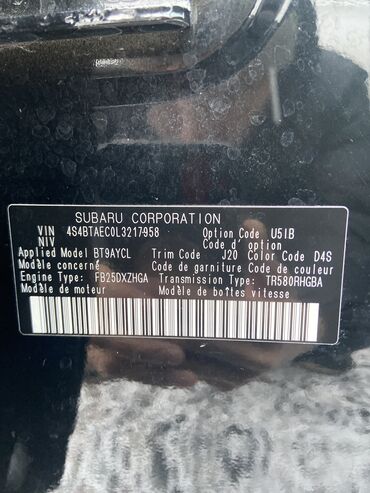 SUBARU CORPORATION
VIN 4S4BTAEC0L3217958 Option Code U5IB
NIV Code d'option
Applied BT9AYCL Trim Code J20 Color Code D4S
Modèle concerné Code de garniture Code de couleur
Engine Type: FB25DXZHGA Transmission Type: TR580RHGBA
Modèle de moteur Modèle de boîtes vitesse